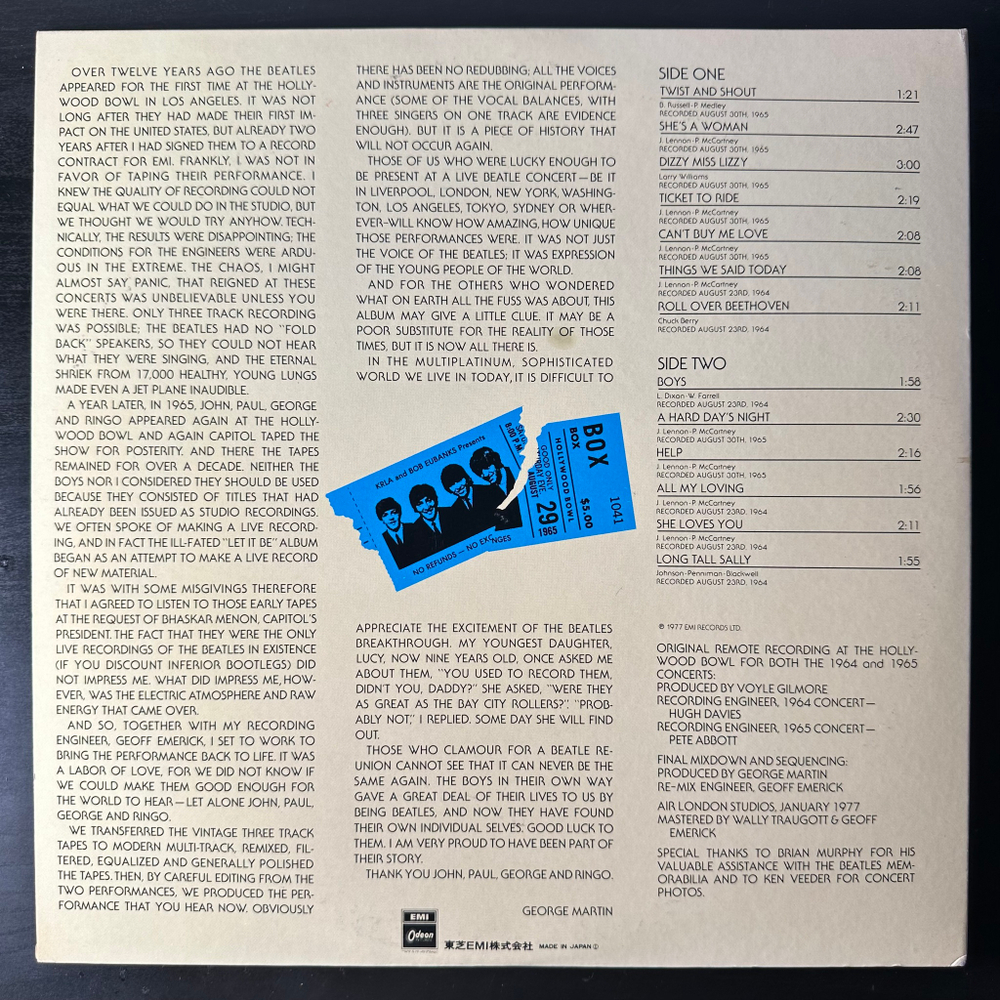 OVER TWELVE YEARS AGO THE BEATLES
APPEARED FOR THE FIRST TIME AT THE HOLLY-
WOOD BOWL IN LOS ANGELES. IT WAS NOT
LONG AFTER THEY HAD MADE THEIR FIRST IM-
PACT ON THE UNITED STATES, BUT ALREADY TWO
YEARS AFTER I HAD SIGNED THEM TO A RECORD
CONTRACT FOR EMI. FRANKLY, I WAS NOT IN
FAVOR OF TAPING THEIR PERFORMANCE. I
KNEW THE QUALITY OF RECORDING COULD NOT
EQUAL WHAT WE COULD DO IN THE STUDIO, BUT
WE THOUGHT WE WOULD TRY ANYHOW. TECH-
NICALLY, THE RESULTS WERE DISAPPOINTING; THE
CONDITIONS FOR THE ENGINEERS WERE ARDU-
OUS IN THE EXTREME. THE CHAOS, I MIGHT
ALMOST SAY PANIC, THAT REIGNED AT THESE
CONCERTS WAS UNBELIEVABLE UNLESS YOU
WERE THERE. ONLY THREE TRACK RECORDING
WAS POSSIBLE; THE BEATLES HAD NO "FOLD
BACK" SPEAKERS, SO THEY COULD NOT HEAR
WHAT THEY WERE SINGING, AND THE ETERNAL
SHRIEK FROM 17,000 HEALTHY, YOUNG LUNGS
MADE EVEN A JET PLANE INAUDIBLE.
A YEAR LATER, IN 1965, JOHN, PAUL, GEORGE
AND RINGO APPEARED AGAIN AT THE HOLLY-
WOOD BOWL AND AGAIN CAPITOL TAPED THE
SHOW FOR POSTERITY. AND THERE THE TAPES
REMAINED FOR OVER A DECADE. NEITHER THE
BOYS NOR I CONSIDERED THEY SHOULD BE USED
BECAUSE THEY CONSISTED OF TITLES THAT HAD
ALREADY BEEN ISSUED AS STUDIO RECORDINGS.
WE OFTEN SPOKE OF MAKING A LIVE RECORD-
ING, AND IN FACT THE ILL-FATED "LET IT BE" ALBUM
BEGAN AS AN ATTEMPT TO MAKE A LIVE RECORD
OF NEW MATERIAL.
IT WAS WITH SOME MISGIVINGS THEREFORE
THAT I AGREED TO LISTEN TO THOSE EARLY TAPES
AT THE REQUEST OF BHASKAR MENON, CAPITOL'S
PRESIDENT. THE FACT THAT THEY WERE THE ONLY
LIVE RECORDINGS OF THE BEATLES IN EXISTENCE
(IF YOU DISCOUNT INFERIOR BOOTLEGS) DID
NOT IMPRESS ME. WHAT DID IMPRESS ME, HOW-
EVER, WAS THE ELECTRIC ATMOSPHERE AND RAW
ENERGY THAT CAME OVER.
AND SO, TOGETHER WITH MY RECORDING
ENGINEER, GEOFF EMERICK, I SET TO WORK TO
BRING THE PERFORMANCE BACK TO LIFE. IT WAS
A LABOR OF LOVE, FOR WE DID NOT KNOW IF
WE COULD MAKE THEM GOOD ENOUGH FOR
THE WORLD TO HEAR—LET ALONE JOHN, PAUL,
GEORGE AND RINGO.
WE TRANSFERRED THE VINTAGE THREE TRACK
TAPES TO MODERN MULTI-TRACK, REMIXED, FIL-
TERED, EQUALIZED AND GENERALLY POLISHED
THE TAPES. THEN, BY CAREFUL EDITING FROM THE
TWO PERFORMANCES, WE PRODUCED THE PER-
FORMANCE THAT YOU HEAR NOW. OBVIOUSLY
THERE HAS BEEN NO REDUBBING; ALL THE VOICES
AND INSTRUMENTS ARE THE ORIGINAL PERFORM-
ANCE (SOME OF THE VOCAL BALANCES, WITH
THREE SINGERS ON ONE TRACK ARE EVIDENCE
ENOUGH). BUT IT IS A PIECE OF HISTORY THAT
WILL NOT OCCUR AGAIN.
THOSE OF US WHO WERE LUCKY ENOUGH TO
BE PRESENT AT A LIVE BEATLE CONCERT—BE IT
IN LIVERPOOL, LONDON, NEW YORK, WASHING-
TON, LOS ANGELES, TOKYO, SYDNEY OR WHER-
EVER—WILL KNOW HOW AMAZING, HOW UNIQUE
THOSE PERFORMANCES WERE. IT WAS NOT JUST
THE VOICE OF THE BEATLES; IT WAS EXPRESSION
OF THE YOUNG PEOPLE OF THE WORLD.
AND FOR THE OTHERS WHO WONDERED
WHAT ON EARTH ALL THE FUSS WAS ABOUT, THIS
ALBUM MAY GIVE A LITTLE CLUE. IT MAY BE A
POOR SUBSTITUTE FOR THE REALITY OF THOSE
TIMES, BUT IT IS NOW ALL THERE IS.
IN THE MULTIPLATINUM, SOPHISTICATED
WORLD WE LIVE IN TODAY, IT IS DIFFICULT TO
KRLA and BOB EUBANKS Presents
NO REFUNDS — NO EXC NGES
8:00 P.M.
GOOD ONLY
AUGUST
29
1965
HOLLYWOOD BOWL
BOX
$5.00
BOX
1041
APPRECIATE THE EXCITEMENT OF THE BEATLES
BREAKTHROUGH. MY YOUNGEST DAUGHTER,
LUCY, NOW NINE YEARS OLD, ONCE ASKED ME
ABOUT THEM, "YOU USED TO RECORD THEM,
DIDN'T YOU, DADDY?" SHE ASKED, "WERE THEY
AS GREAT AS THE BAY CITY ROLLERS?". "PROB-
ABLY NOT," I REPLIED. SOME DAY SHE WILL FIND
OUT.
THOSE WHO CLAMOUR FOR A BEATLE RE-
UNION CANNOT SEE THAT IT CAN NEVER BE THE
SAME AGAIN. THE BOYS IN THEIR OWN WAY
GAVE A GREAT DEAL OF THEIR LIVES TO US BY
BEING BEATLES, AND NOW THEY HAVE FOUND
THEIR OWN INDIVIDUAL SELVES. GOOD LUCK TO
THEM. I AM VERY PROUD TO HAVE BEEN PART OF
THEIR STORY.
THANK YOU JOHN, PAUL, GEORGE AND RINGO.
GEORGE MARTIN
EMI
Odeon
東芝EMI株式会社 MADE IN JAPAN ①
SIDE ONE
TWIST AND SHOUT 1:21
B. Russell-P. Medley
RECORDED AUGUST 30TH, 1965
SHE'S A WOMAN 2:47
J. Lennon-P. McCartney
RECORDED AUGUST 30TH, 1965
DIZZY MISS LIZZY 3:00
Larry Williams
RECORDED AUGUST 30TH, 1965
TICKET TO RIDE 2:19
J. Lennon-P. McCartney
RECORDED AUGUST 30TH, 1965
CAN'T BUY ME LOVE 2:08
J. Lennon-P. McCartney
RECORDED AUGUST 30TH, 1965
THINGS WE SAID TODAY 2:08
J. Lennon-P. McCartney
RECORDED AUGUST 23RD, 1964
ROLL OVER BEETHOVEN 2:11
Chuck Berry
RECORDED AUGUST 23RD, 1964
SIDE TWO
BOYS 1:58
L. Dixon-W. Farrell
RECORDED AUGUST 23RD, 1964
A HARD DAY'S NIGHT 2:30
J. Lennon-P. McCartney
RECORDED AUGUST 30TH, 1965
HELP 2:16
J. Lennon-P. McCartney
RECORDED AUGUST 30TH, 1965
ALL MY LOVING 1:56
J. Lennon-P. McCartney
RECORDED AUGUST 23RD, 1964
SHE LOVES YOU 2:11
J. Lennon-P. McCartney
RECORDED AUGUST 23RD, 1964
LONG TALL SALLY 1:55
Johnson-Penniman-Blackwell
RECORDED AUGUST 23RD, 1964
℗ 1977 EMI RECORDS LTD.
ORIGINAL REMOTE RECORDING AT THE HOLLY-
WOOD BOWL FOR BOTH THE 1964 and 1965
CONCERTS:
PRODUCED BY VOYLE GILMORE
RECORDING ENGINEER, 1964 CONCERT—
HUGH DAVIES
RECORDING ENGINEER, 1965 CONCERT—
PETE ABBOTT
FINAL MIXDOWN AND SEQUENCING:
PRODUCED BY GEORGE MARTIN
RE-MIX ENGINEER, GEOFF EMERICK
AIR LONDON STUDIOS, JANUARY 1977
MASTERED BY WALLY TRAUGOTT & GEOFF
EMERICK
SPECIAL THANKS TO BRIAN MURPHY FOR HIS
VALUABLE ASSISTANCE WITH THE BEATLES MEM-
ORABILIA AND TO KEN VEEDER FOR CONCERT
PHOTOS.